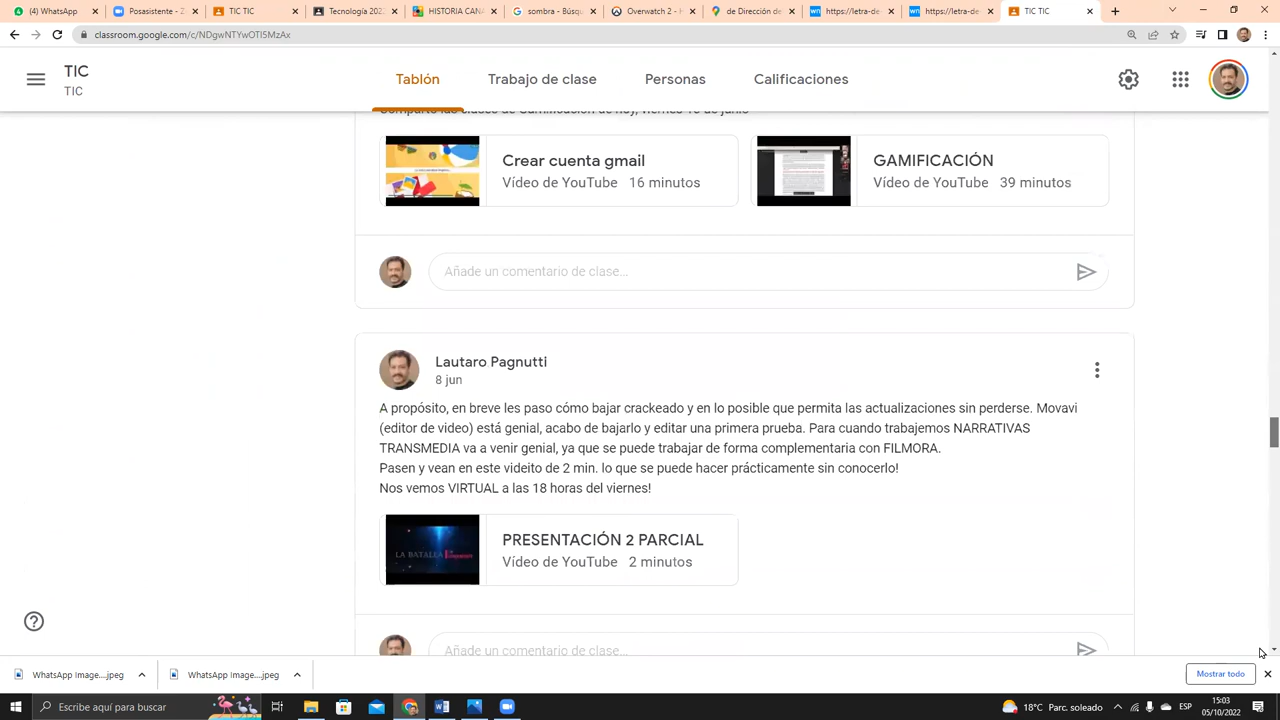 (4) WhatsApp
Posasistente - 2
TIC TIC
Tecnología 202
HISTORIA CANA
sombra - Búsqu
Overwatch 2 - H
de Dirección de
https://letra-de
https://letra-de
TIC TIC
classroom.google.com/c/NDgwNTYwOTI5MzAx
TIC
TIC
Tablón
Trabajo de clase
Personas
Calificaciones
Crear cuenta gmail
Vídeo de YouTube 16 minutos
GAMIFICACIÓN
Vídeo de YouTube 39 minutos
Añade un comentario de clase...
Lautaro Pagnutti
8 jun
A propósito, en breve les paso cómo bajar crackeado y en lo posible que permita las actualizaciones sin perderse. Movavi
(editor de video) está genial, acabo de bajarlo y editar una primera prueba. Para cuando trabajemos NARRATIVAS
TRANSMEDIA va a venir genial, ya que se puede trabajar de forma complementaria con FILMORA.
Pasen y vean en este videito de 2 min. lo que se puede hacer prácticamente sin conocerlo!
Nos vemos VIRTUAL a las 18 horas del viernes!
LA BATALLA
PRESENTACIÓN 2 PARCIAL
Vídeo de YouTube 2 minutos
Añade un comentario de clase...
WhatsApp Image....jpeg
WhatsApp Image....jpeg
Mostrar todo
Escribe aquí para buscar
18°C Parc. soleado
ESP
15:03
05/10/2022